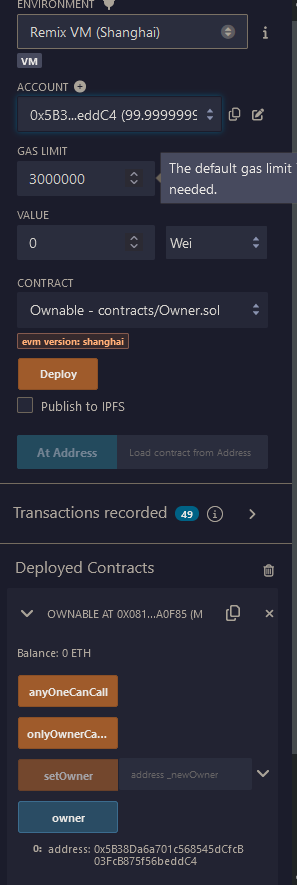 ENVIRONMENT
Remix VM (Shanghai)
VM
ACCOUNT
0x5B3...eddC4 (99.9999999
GAS LIMIT
3000000
The default gas limit
needed.
VALUE
0
Wei
CONTRACT
Ownable - contracts/Owner.sol
evm version: shanghai
Deploy
Publish to IPFS
At Address
Load contract from Address
Transactions recorded 49
Deployed Contracts
OWNABLE AT 0X081...A0F85 (M
Balance: 0 ETH
anyOneCanCall
onlyOwnerCa...
setOwner
address _newOwner
owner
0: address: 0x5B38Da6a701c568545dCfcB
03FcB875f56beddC4